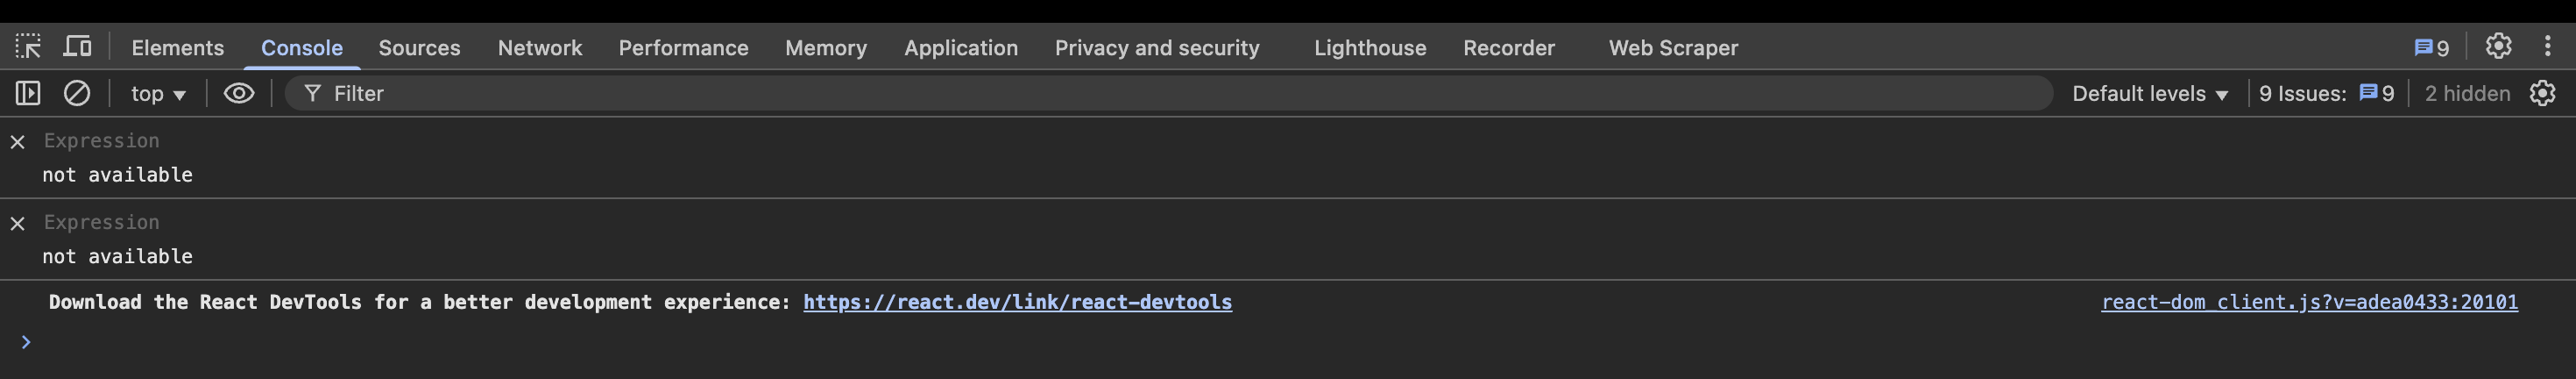 Elements Console Sources Network Performance Memory Application Privacy and security Lighthouse Recorder Web Scraper 9
top Filter Default levels 9 Issues: 9 2 hidden
Expression
not available
Expression
not available
Download the React DevTools for a better development experience: https://react.dev/link/react-devtools react-dom_client.js?v=adea0433:20101